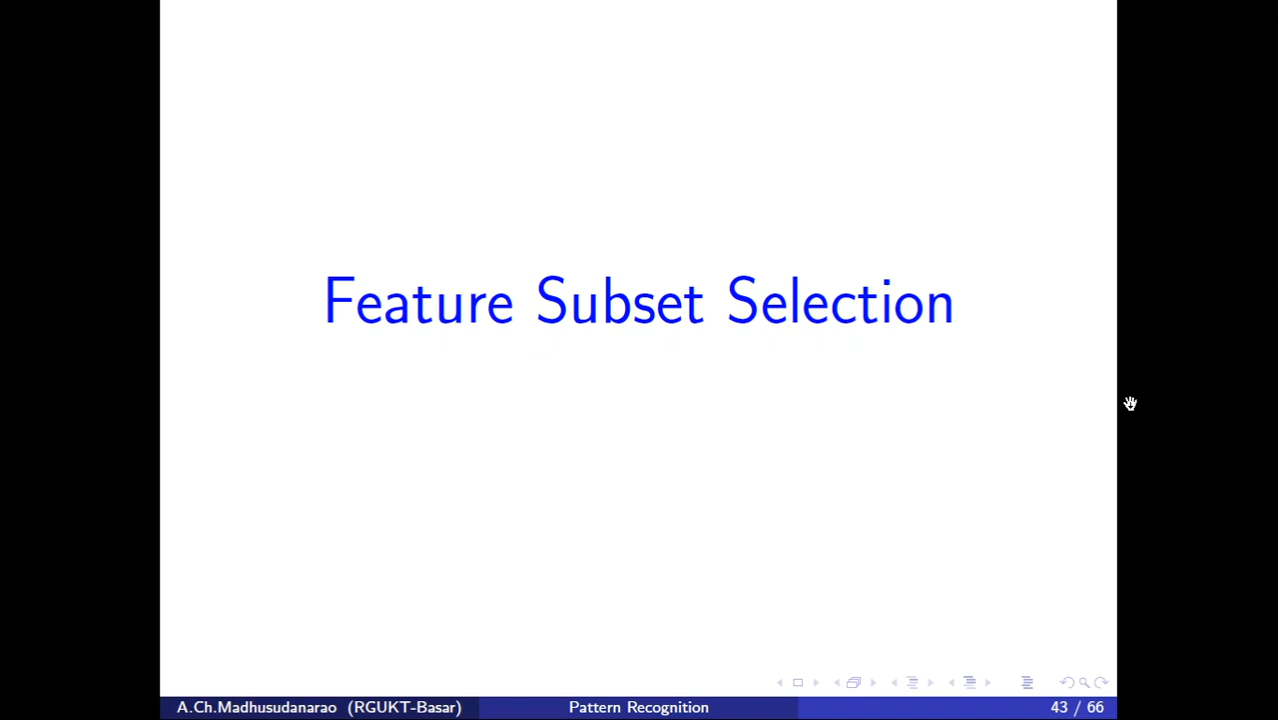 Feature Subset Selection
A.Ch.Madhusudanarao (RGUKT-Basar) Pattern Recognition 43 / 66